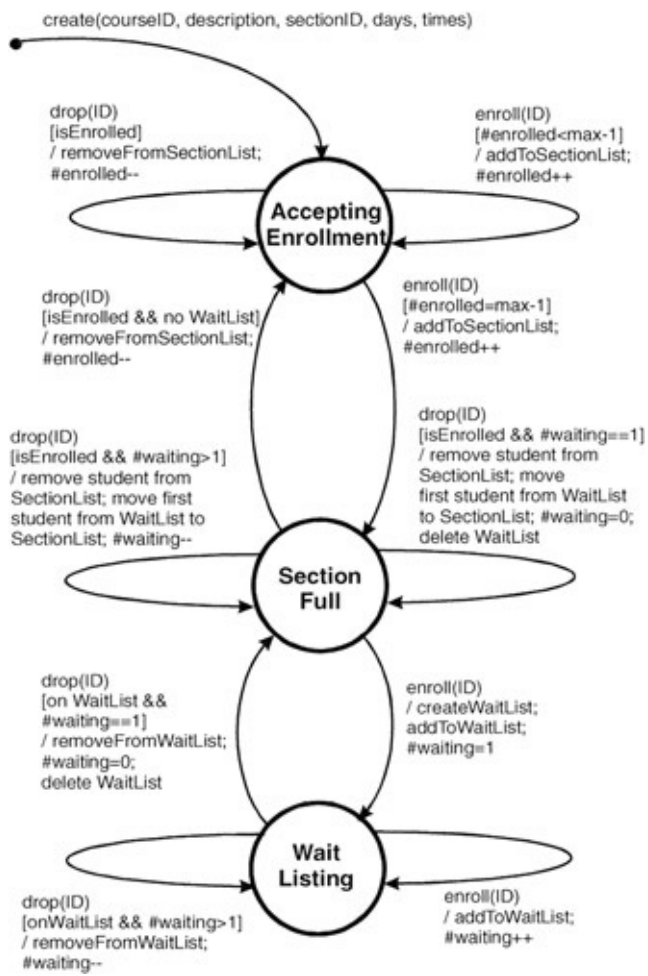 create(courseID, description, sectionID, days, times)
drop(ID)
[isEnrolled]
/ removeFromSectionList;
#enrolled--
enroll(ID)
[#enrolled<max-1]
/ addToSectionList;
#enrolled++
Accepting
Enrollment
drop(ID)
[isEnrolled && no WaitList]
/ removeFromSectionList;
#enrolled--
enroll(ID)
[#enrolled=max-1]
/ addToSectionList;
#enrolled++
drop(ID)
[isEnrolled && #waiting>1]
/ remove student from
SectionList; move first
student from WaitList to
SectionList; #waiting--
drop(ID)
[isEnrolled && #waiting==1]
/ remove student from
SectionList; move
first student from WaitList
to SectionList; #waiting=0;
delete WaitList
Section
Full
drop(ID)
[on WaitList &&
#waiting==1]
/ removeFromWaitList;
#waiting=0;
delete WaitList
enroll(ID)
/ createWaitList;
addToWaitList;
#waiting=1
Wait
Listing
drop(ID)
[onWaitList && #waiting>1]
/ removeFromWaitList;
#waiting--
enroll(ID)
/ addToWaitList;
#waiting++